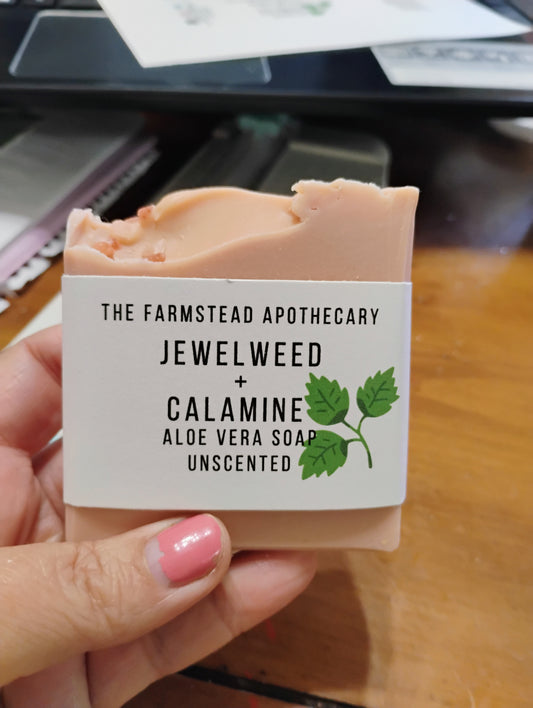 THE FARMSTEAD APOTHECARY
JEWELWEED
+
CALAMINE
ALOE VERA SOAP
UNSCENTED